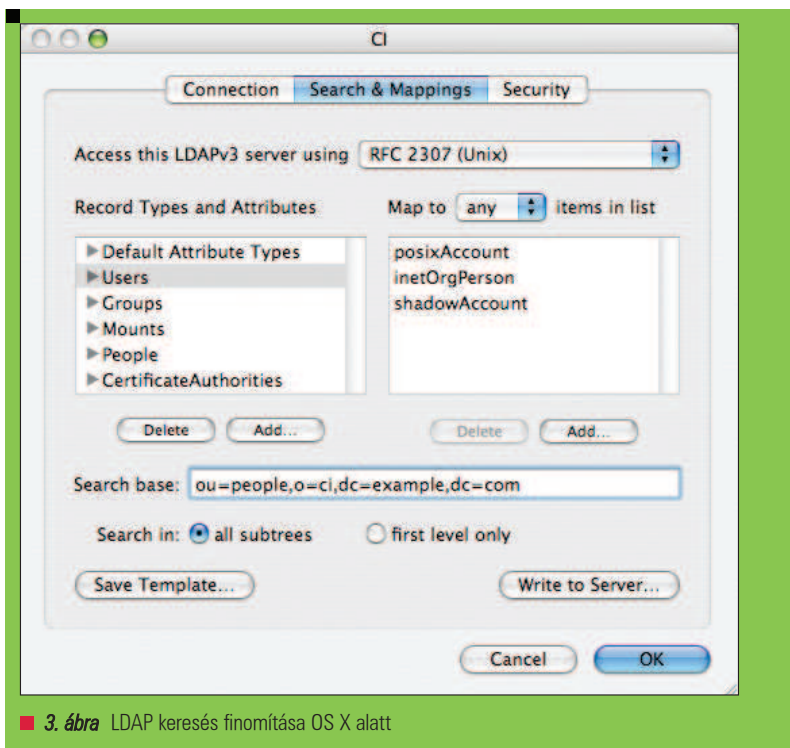 CI
Connection Search & Mappings Security
Access this LDAPv3 server using RFC 2307 (Unix)
Record Types and Attributes
Map to any items in list
Default Attribute Types
Users
Groups
Mounts
People
CertificateAuthorities
posixAccount
inetOrgPerson
shadowAccount
Delete Add...
Delete Add...
Search base: ou=people,o=ci,dc=example,dc=com
Search in: all subtrees first level only
Save Template... Write to Server...
Cancel OK
3. ábra LDAP keresés finomítása OS X alatt